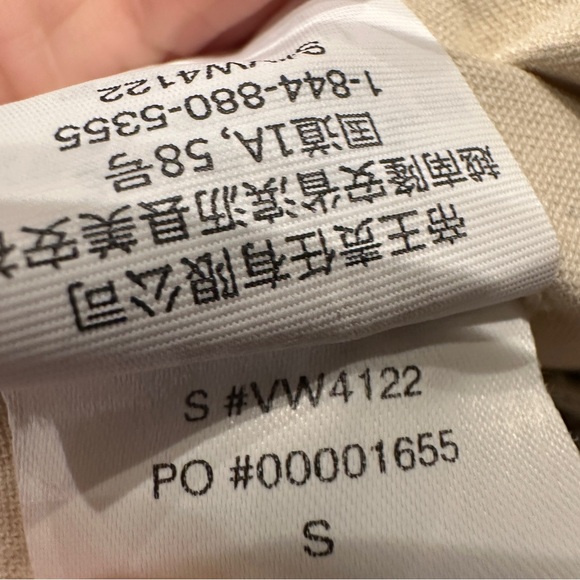 帝王责任有限公司
越南隆安省滨沥县美安
国道1A, 58号
1-844-880-5355
#VW4122
S #VW4122
PO #00001655
S